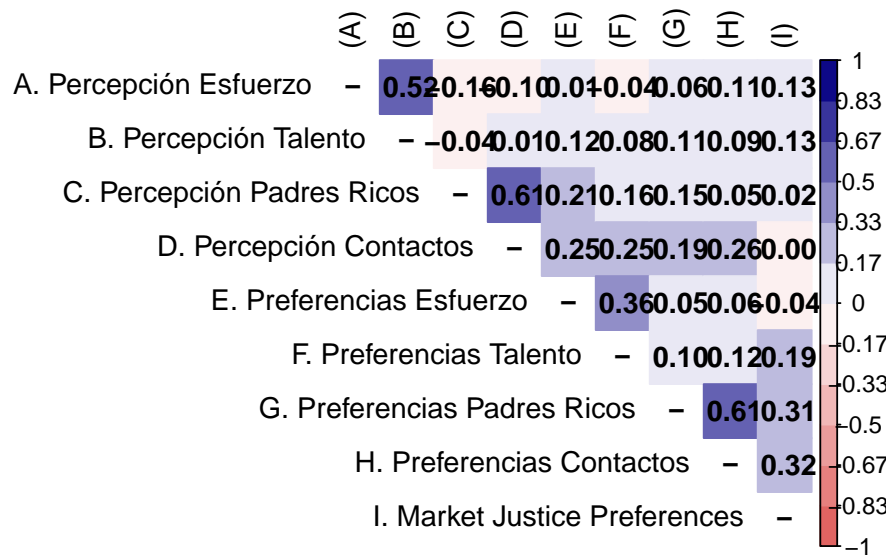 (A) (B) (C) (D) (E) (F) (G) (H) (I)
A. Percepción Esfuerzo – 0.52 −0.16 −0.10 0.01 −0.04 0.06 0.11 0.13
B. Percepción Talento – −0.04 0.01 0.12 0.08 0.11 0.09 0.13
C. Percepción Padres Ricos – 0.61 0.21 0.16 0.15 0.05 0.02
D. Percepción Contactos – 0.25 0.25 0.19 0.26 0.00
E. Preferencias Esfuerzo – 0.36 0.05 0.06 −0.04
F. Preferencias Talento – 0.10 0.12 0.19
G. Preferencias Padres Ricos – 0.61 0.31
H. Preferencias Contactos – 0.32
I. Market Justice Preferences –
1
0.83
0.67
0.5
0.33
0.17
0
−0.17
−0.33
−0.5
−0.67
−0.83
−1